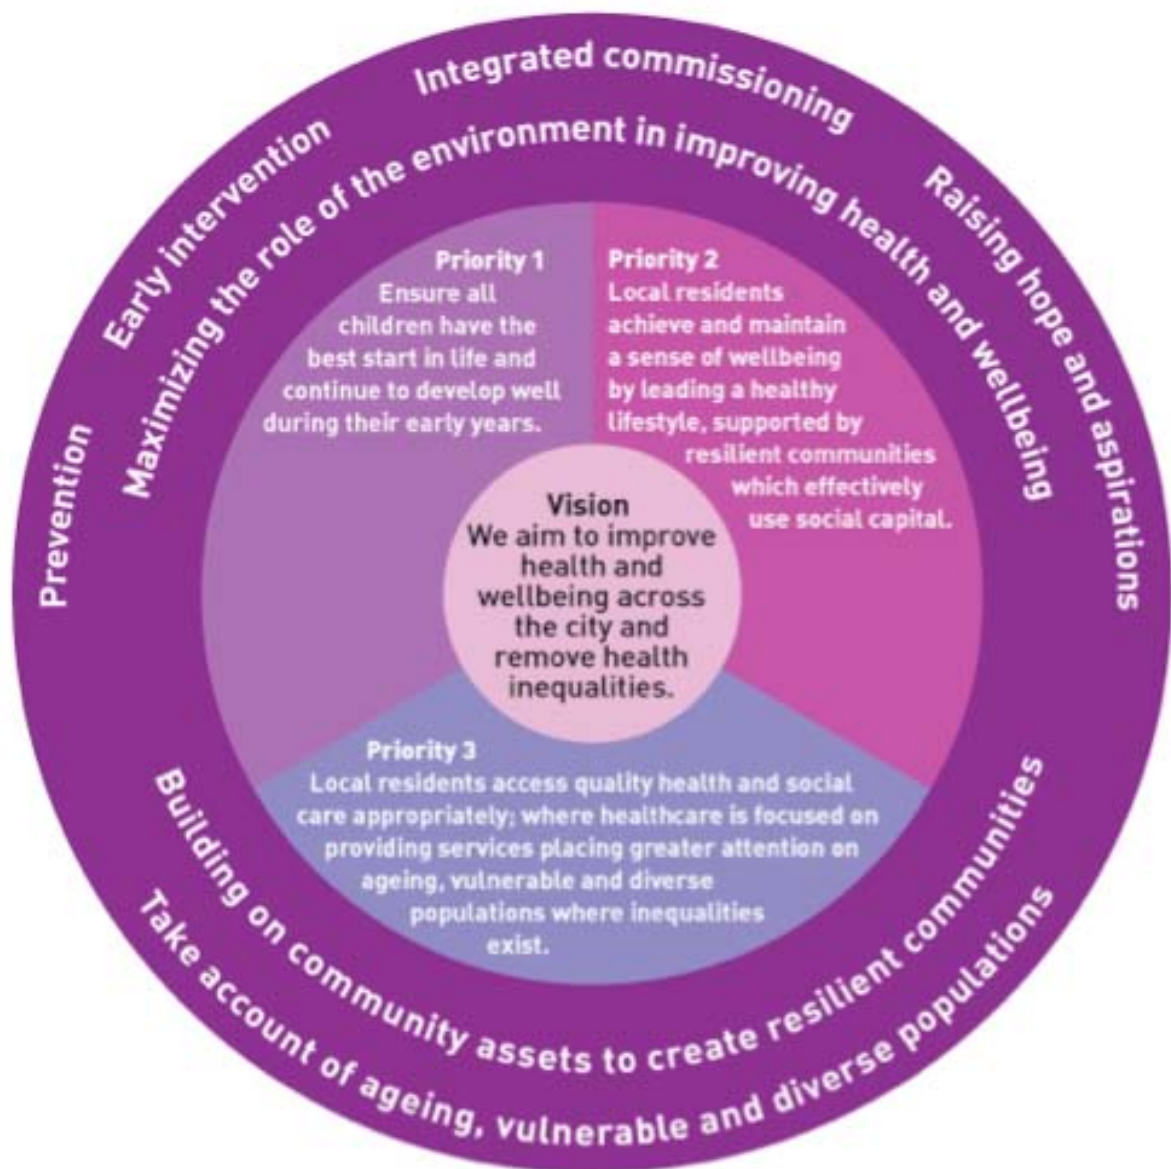 Integrated commissioning
Early intervention
Raising hope and aspirations
Prevention
Maximizing the role of the environment in improving health and wellbeing
Priority 1
Ensure all
children have the
best start in life and
continue to develop well
during their early years.
Priority 2
Local residents
achieve and maintain
a sense of wellbeing
by leading a healthy
lifestyle, supported by
resilient communities
which effectively
use social capital.
Vision
We aim to improve
health and
wellbeing across
the city and
remove health
inequalities.
Priority 3
Local residents access quality health and social
care appropriately; where healthcare is focused on
providing services placing greater attention on
ageing, vulnerable and diverse
populations where inequalities
exist.
Building on community assets to create resilient communities
Take account of ageing, vulnerable and diverse populations